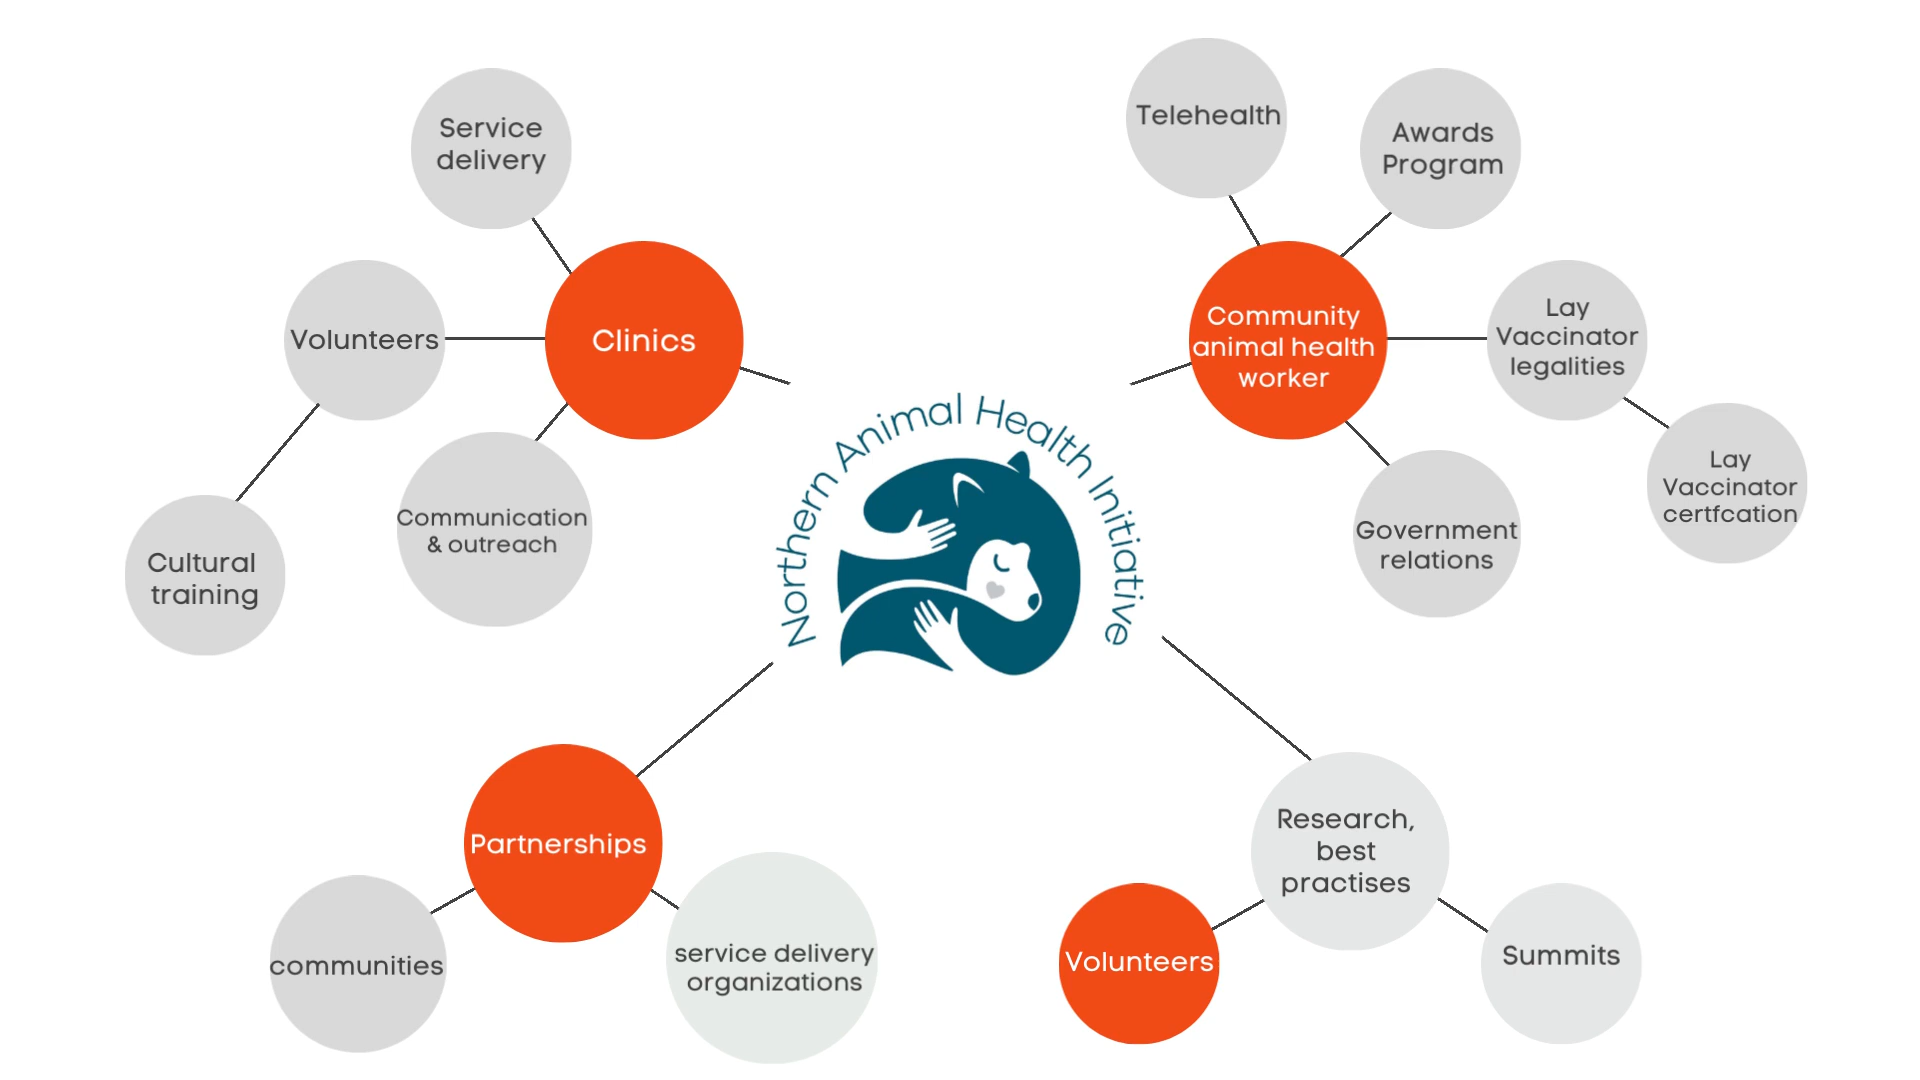 Service
delivery
Volunteers
Clinics
Cultural
training
Communication
& outreach
Telehealth
Awards
Program
Community
animal health
worker
Lay
Vaccinator
legalities
Lay
Vaccinator
certfcation
Government
relations
Northern Animal Health Initiative
Partnerships
communities
service delivery
organizations
Research,
best
practises
Volunteers
Summits